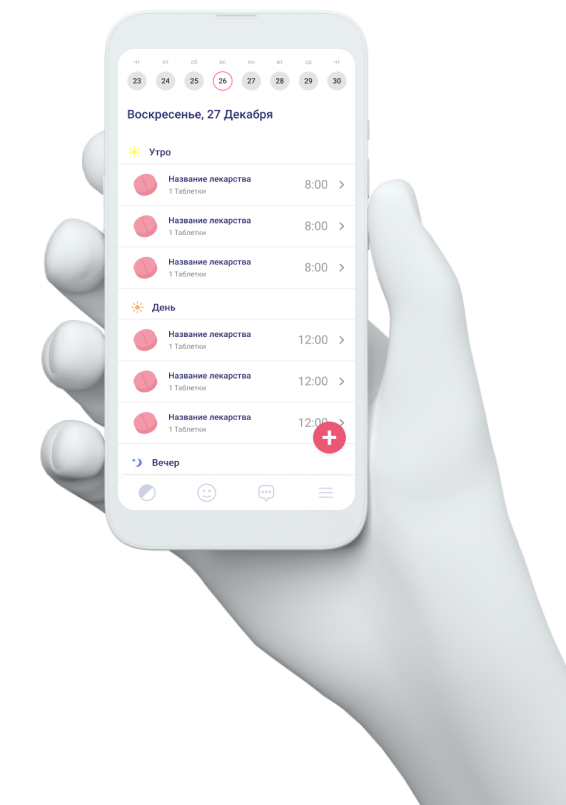 чт пт сб вс пн вт ср чт
23 24 25 26 27 28 29 30
Воскресенье, 27 Декабря
Утро
Название лекарства
1 Таблетки
8:00
Название лекарства
1 Таблетки
8:00
Название лекарства
1 Таблетки
8:00
День
Название лекарства
1 Таблетки
12:00
Название лекарства
1 Таблетки
12:00
Название лекарства
1 Таблетки
12:00
Вечер